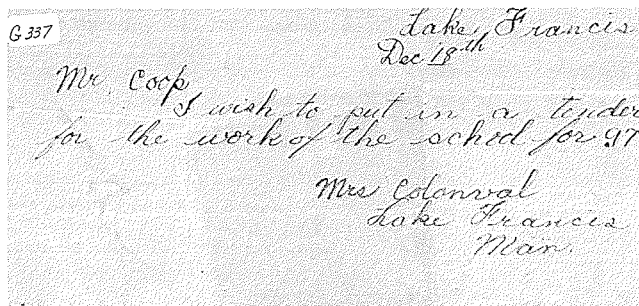 G 337
Lake Francis
Dec 18th
Mr. Coop
I wish to put in a tender
for the work of the school for 97
Mrs Colonval
Lake Francis
Man.